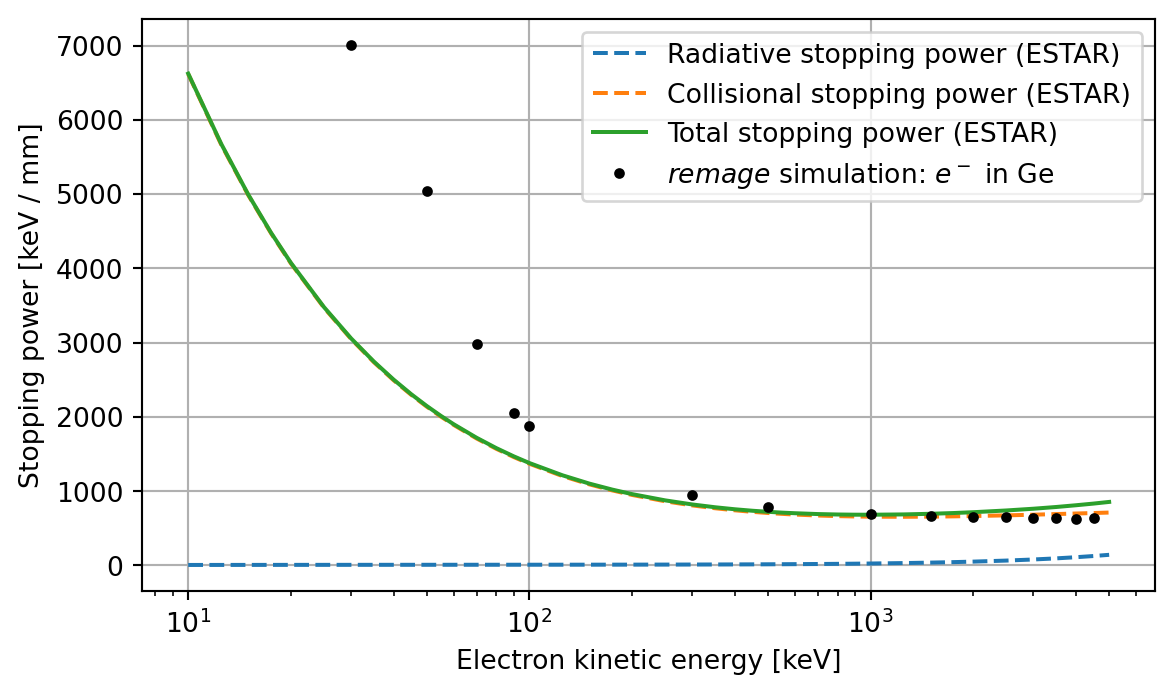 7000
6000
5000
4000
3000
2000
1000
0
Stopping power [keV / mm]
Radiative stopping power (ESTAR)
Collisional stopping power (ESTAR)
Total stopping power (ESTAR)
remage simulation: e⁻ in Ge
10¹ 10² 10³
Electron kinetic energy [keV]